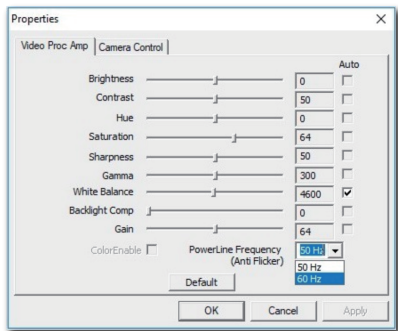 Properties
Video Proc Amp Camera Control
Auto
Brightness 0
Contrast 50
Hue 0
Saturation 64
Sharpness 50
Gamma 300
White Balance 4600
Backlight Comp 0
Gain 64
ColorEnable PowerLine Frequency 50 Hz
(Anti Flicker) 50 Hz
60 Hz
Default
OK Cancel Apply